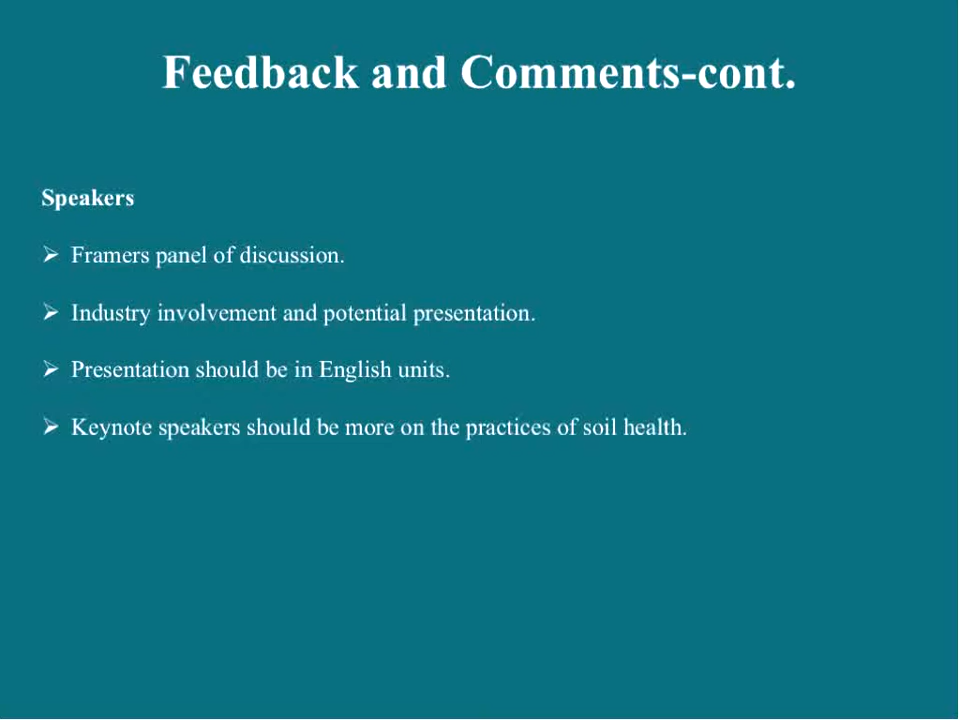 Feedback and Comments-cont.
Speakers
➢ Framers panel of discussion.
➢ Industry involvement and potential presentation.
➢ Presentation should be in English units.
➢ Keynote speakers should be more on the practices of soil health.